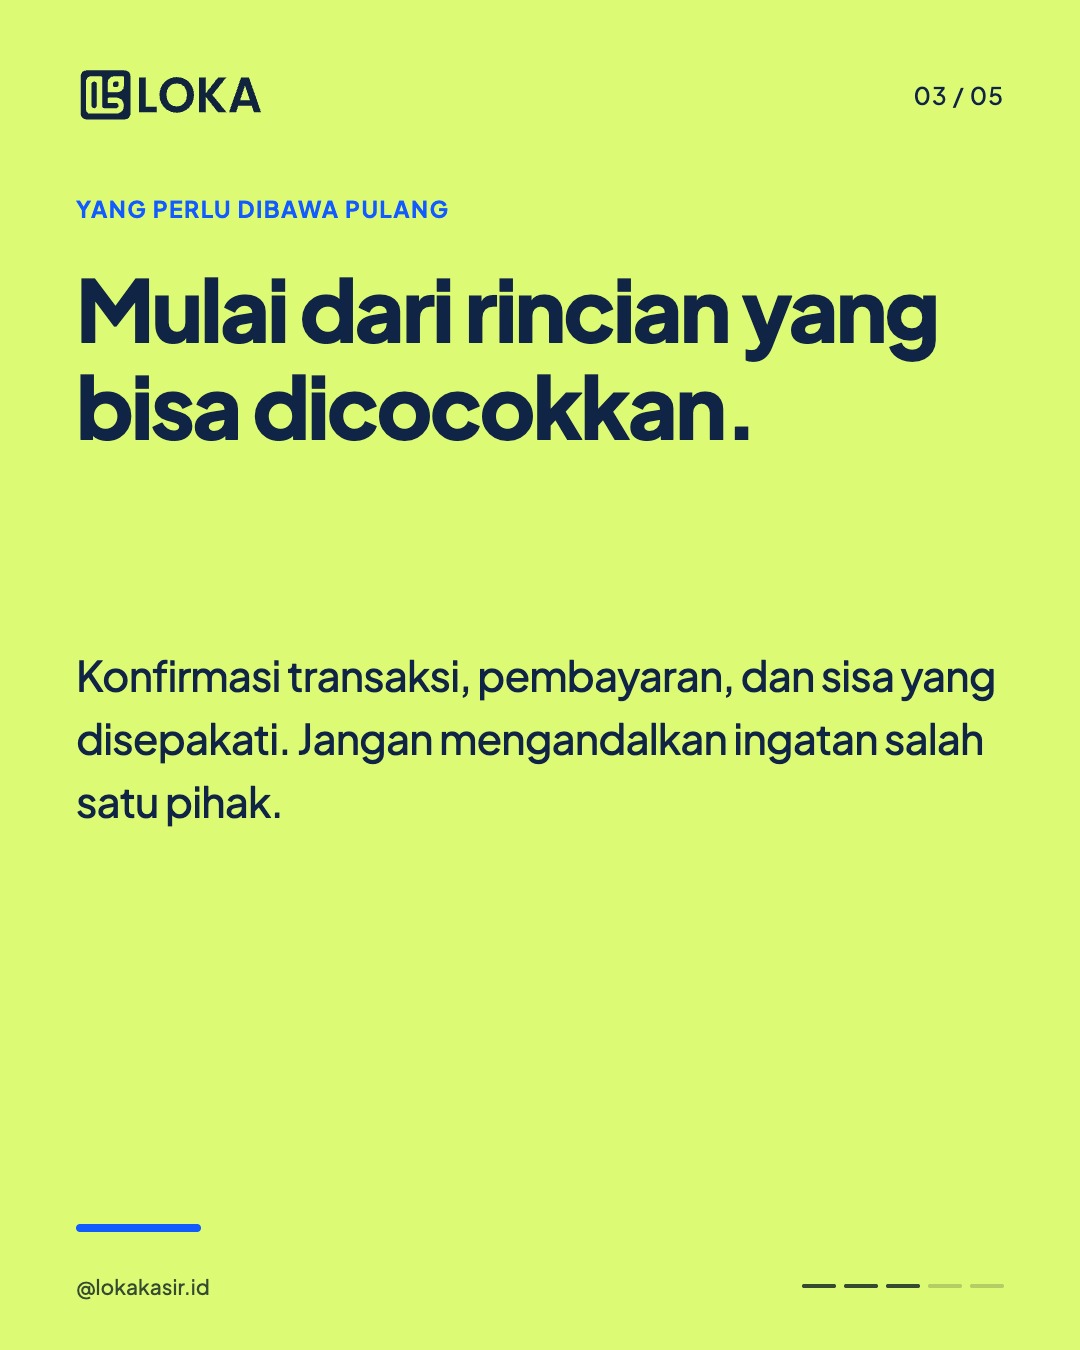 LOKA
03 / 05
YANG PERLU DIBAWA PULANG
Mulai dari rincian yang
bisa dicocokkan.
Konfirmasi transaksi, pembayaran, dan sisa yang
disepakati. Jangan mengandalkan ingatan salah
satu pihak.
@lokakasir.id